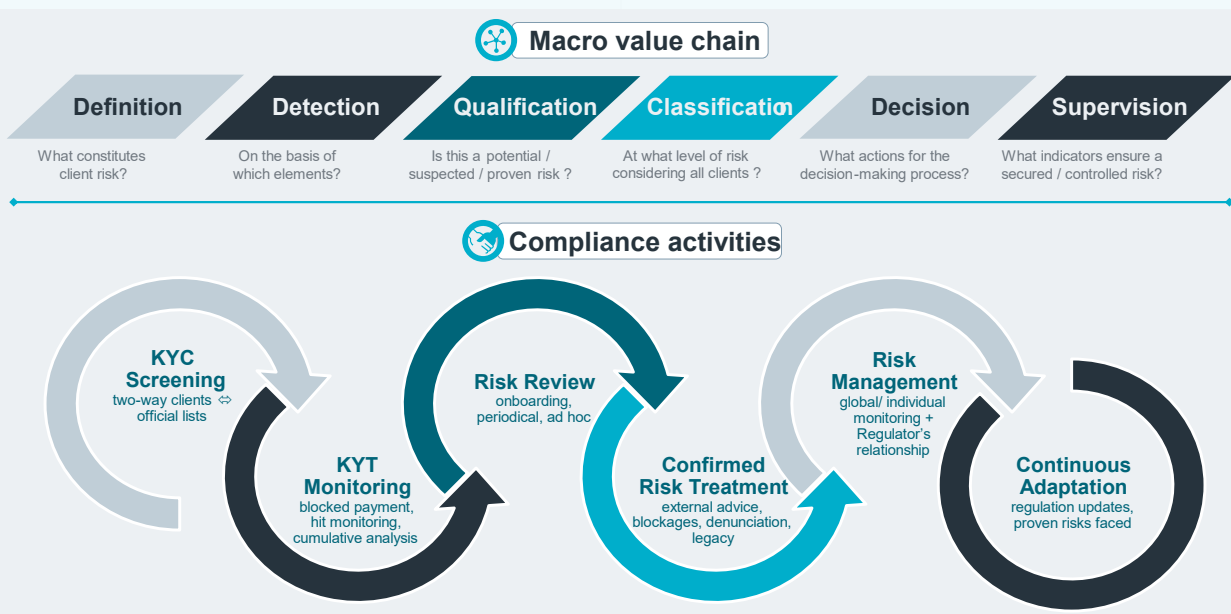 Macro value chain
Definition
Detection
Qualification
Classification
Decision
Supervision
What constitutes
client risk?
On the basis of
which elements?
Is this a potential /
suspected / proven risk ?
At what level of risk
considering all clients ?
What actions for the
decision-making process?
What indicators ensure a
secured / controlled risk?
Compliance activities
KYC
Screening
two-way clients ⇔
official lists
KYT
Monitoring
blocked payment,
hit monitoring,
cumulative analysis
Risk Review
onboarding,
periodical, ad hoc
Confirmed
Risk Treatment
external advice,
blockages, denunciation,
legacy
Risk
Management
global/ individual
monitoring +
Regulator's
relationship
Continuous
Adaptation
regulation updates,
proven risks faced